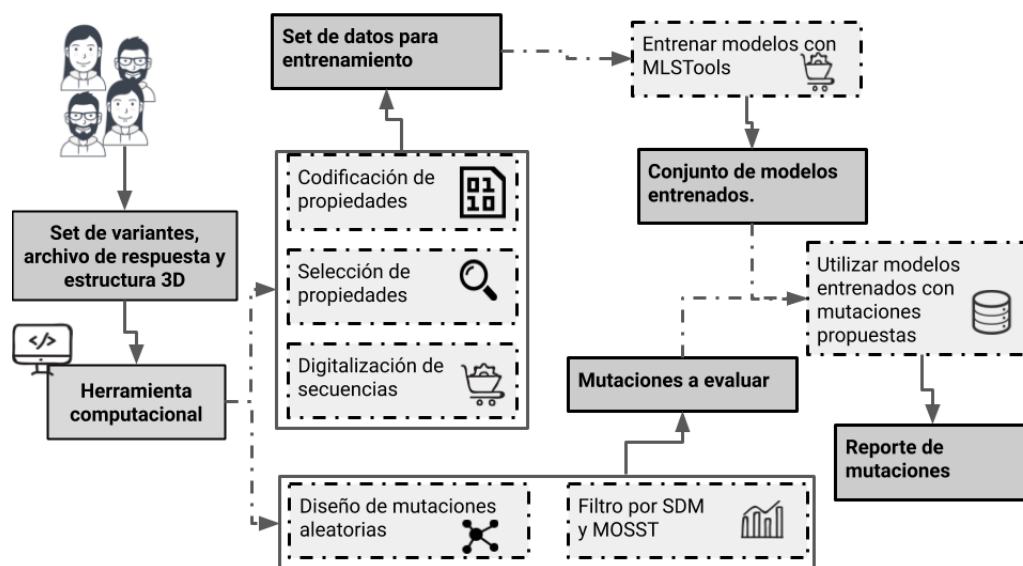 Set de variantes,
archivo de respuesta y
estructura 3D
</>
Herramienta
computacional
Set de datos para
entrenamiento
Codificación de
propiedades
01
10
Selección de
propiedades
Digitalización de
secuencias
Diseño de mutaciones
aleatorias
Filtro por SDM
y MOSST
Entrenar modelos con
MLSTools
Conjunto de modelos
entrenados.
Mutaciones a evaluar
Utilizar modelos
entrenados con
mutaciones
propuestas
Reporte de
mutaciones